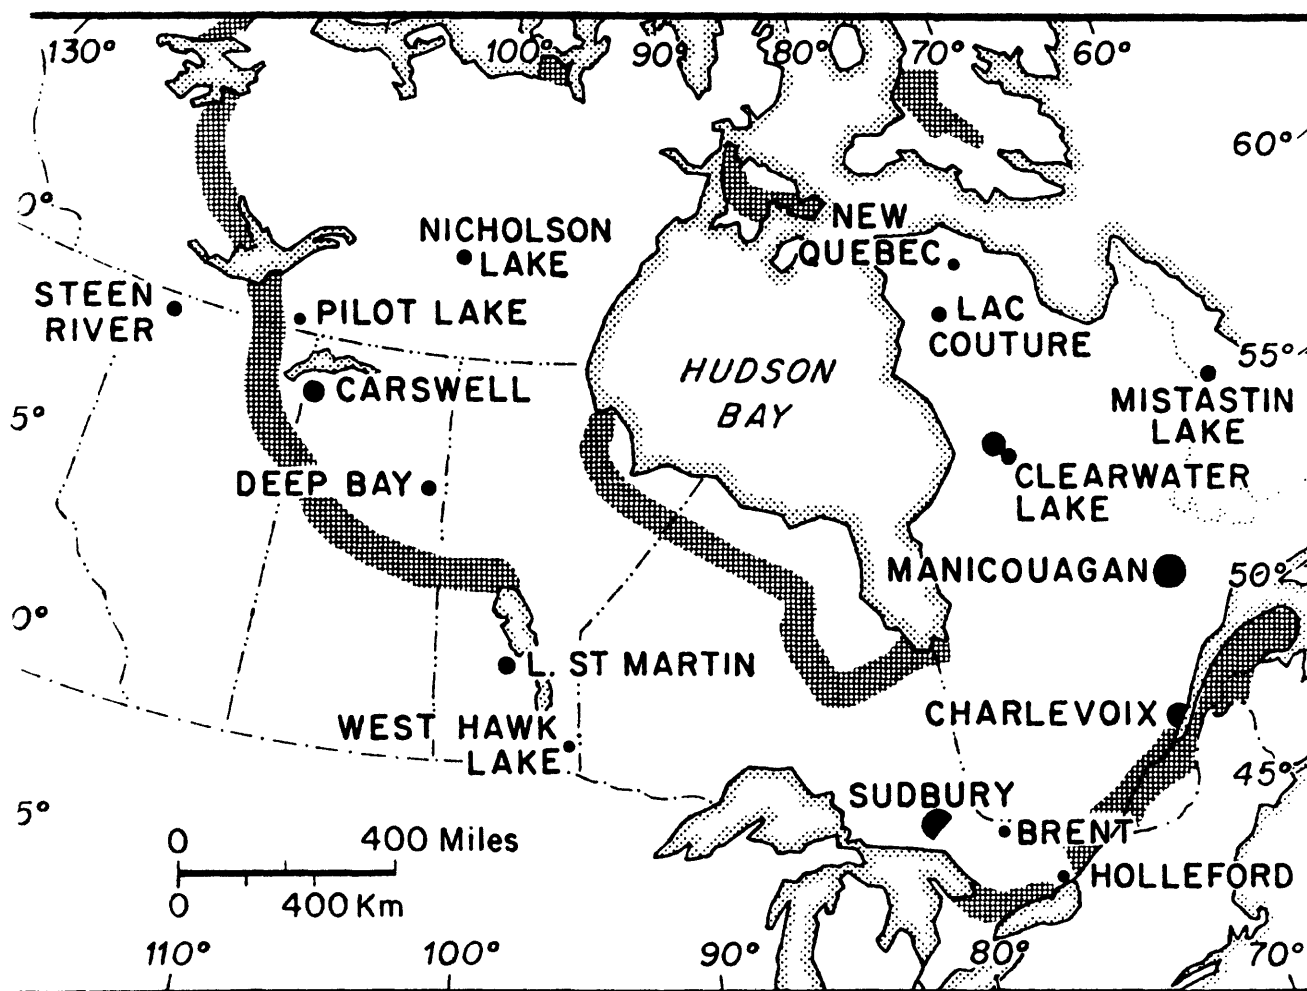 130°
100°
90°
80°
70°
60°
60°
0°
NICHOLSON
LAKE
NEW
QUEBEC
STEEN
RIVER
PILOT LAKE
LAC
COUTURE
HUDSON
BAY
55°
CARSWELL
MISTASTIN
LAKE
5°
DEEP BAY
CLEARWATER
LAKE
MANICOUAGAN
50°
0°
L. ST MARTIN
CHARLEVOIX
WEST HAWK
LAKE
45°
SUDBURY
5°
BRENT
0 400 Miles
HOLLEFORD
0 400 Km
110°
100°
90°
80°
70°